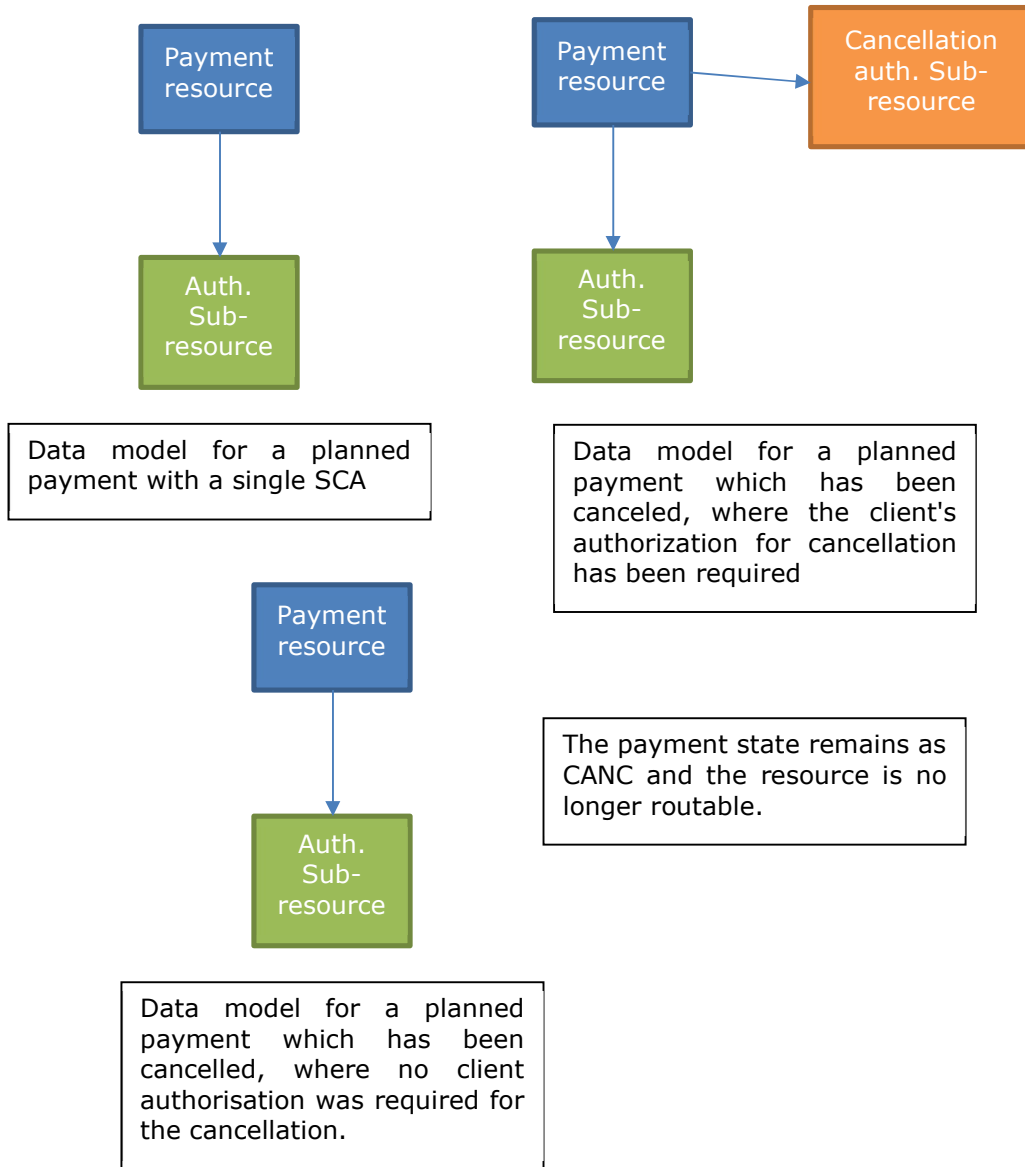 Payment
resource
Auth.
Sub-
resource
Data model for a planned
payment with a single SCA
Payment
resource
Cancellation
auth. Sub-
resource
Auth.
Sub-
resource
Data model for a planned
payment which has been
canceled, where the client's
authorization for cancellation
has been required
Payment
resource
Auth.
Sub-
resource
The payment state remains as
CANC and the resource is no
longer routable.
Data model for a planned
payment which has been
cancelled, where no client
authorisation was required for
the cancellation.